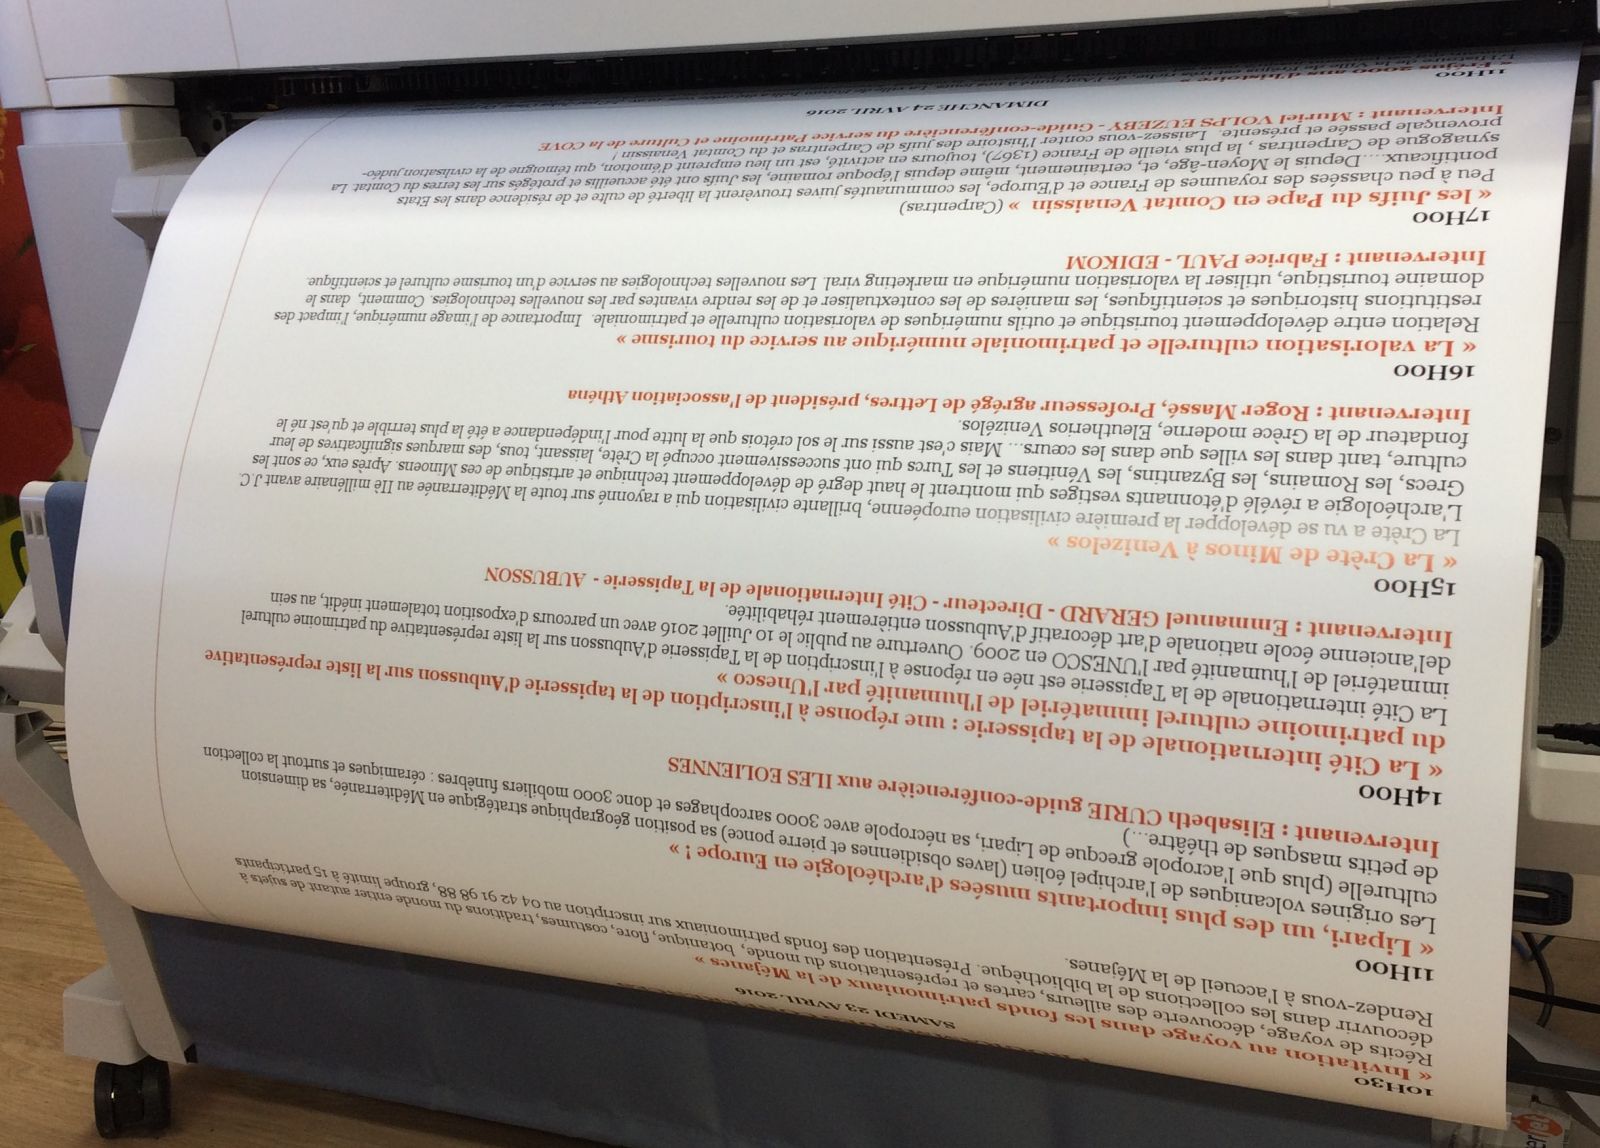 SAMEDI 23 AVRIL 2016
10H30
« Invitation au voyage dans les fonds patrimoniaux de la Méjanes »
Récits de voyage, découverte des ailleurs, cartes et représentations du monde, botanique, flore, costumes, traditions du monde entier autant de sujets à
découvrir dans les collections de la bibliothèque. Présentation des fonds patrimoniaux sur inscription au 04 42 91 98 88, groupe limité à 15 participants
Rendez-vous à l'accueil de la Méjanes.
11H00
« Lipari, un des plus importants musées d'archéologie en Europe ! »
Les origines volcaniques de l'archipel éolien (laves obsidiennes et pierre ponce) sa position géographique stratégique en Méditerranée, sa dimension
culturelle (plus que l'acropole grecque de Lipari, sa nécropole avec 3000 sarcophages et donc 3000 mobiliers funèbres : céramiques et surtout la collection
de petits masques de théâtre…)
Intervenant : Elisabeth CURIE guide-conférencière aux ILES EOLIENNES
14H00
« La Cité internationale de la tapisserie : une réponse à l'inscription de la tapisserie d'Aubusson sur la liste représentative
du patrimoine culturel immatériel de l'humanité par l'Unesco »
La Cité internationale de la Tapisserie est née en réponse à l'inscription de la Tapisserie d'Aubusson sur la liste représentative du patrimoine culturel
immatériel de l'humanité par l'UNESCO en 2009. Ouverture au public le 10 Juillet 2016 avec un parcours d'exposition totalement inédit, au sein
del'ancienne école nationale d'art décoratif d'Aubusson entièrement réhabilitée.
Intervenant : Emmanuel GERARD - Directeur - Cité Internationale de la Tapisserie - AUBUSSON
15H00
« La Crète de Minos à Venizelos »
La Crète a vu se développer la première civilisation européenne, brillante civilisation qui a rayonné sur toute la Méditerranée au IIè millénaire avant J.C.
L'archéologie a révélé d'étonnants vestiges qui montrent le haut degré de développement technique et artistique de ces Minoens. Après eux, ce sont les
Grecs, les Romains, les Byzantins, les Vénitiens et les Turcs qui ont successivement occupé la Crète, laissant, tous, des marques significatives de leur
culture, tant dans les villes que dans les cœurs… Mais c'est aussi sur le sol crétois que la lutte pour l'indépendance a été la plus terrible et qu'est né le
fondateur de la Grèce moderne, Eleutherios Venizélos.
Intervenant : Roger Massé, Professeur agrégé de Lettres, président de l'association Athéna
16H00
« La valorisation culturelle et patrimoniale numérique au service du tourisme »
Relation entre développement touristique et outils numériques de valorisation culturelle et patrimoniale. Importance de l'image numérique, l'impact des
restitutions historiques et scientifiques, les manières de les contextualiser et de les rendre vivantes par les nouvelles technologies. Comment, dans le
domaine touristique, utiliser la valorisation numérique en marketing viral. Les nouvelles technologies au service d'un tourisme culturel et scientifique.
Intervenant : Fabrice PAUL - EDIKOM
17H00
« les Juifs du Pape en Comtat Venaissin » (Carpentras)
Peu à peu chassées des royaumes de France et d'Europe, les communautés juives trouvèrent la liberté de culte et de résidence dans les Etats
pontificaux….Depuis le Moyen-âge, et, certainement, même depuis l'époque romaine, les Juifs ont été accueillis et protégés sur les terres du Comtat. La
synagogue de Carpentras , la plus vieille de France (1367), toujours en activité, est un lieu emprent d'émotion, qui témoigne de la civilisation judéo-
provençale passée et présente. Laissez-vous conter l'histoire des juifs de Carpentras et du Comtat Venaissin !
Intervenant : Muriel VOLPS EUZEBY - Guide-conférencière du service Patrimoine et Culture de la COVE
DIMANCHE 24 AVRIL 2016
11H00
« Fréjus 2000 ans d'histoire »